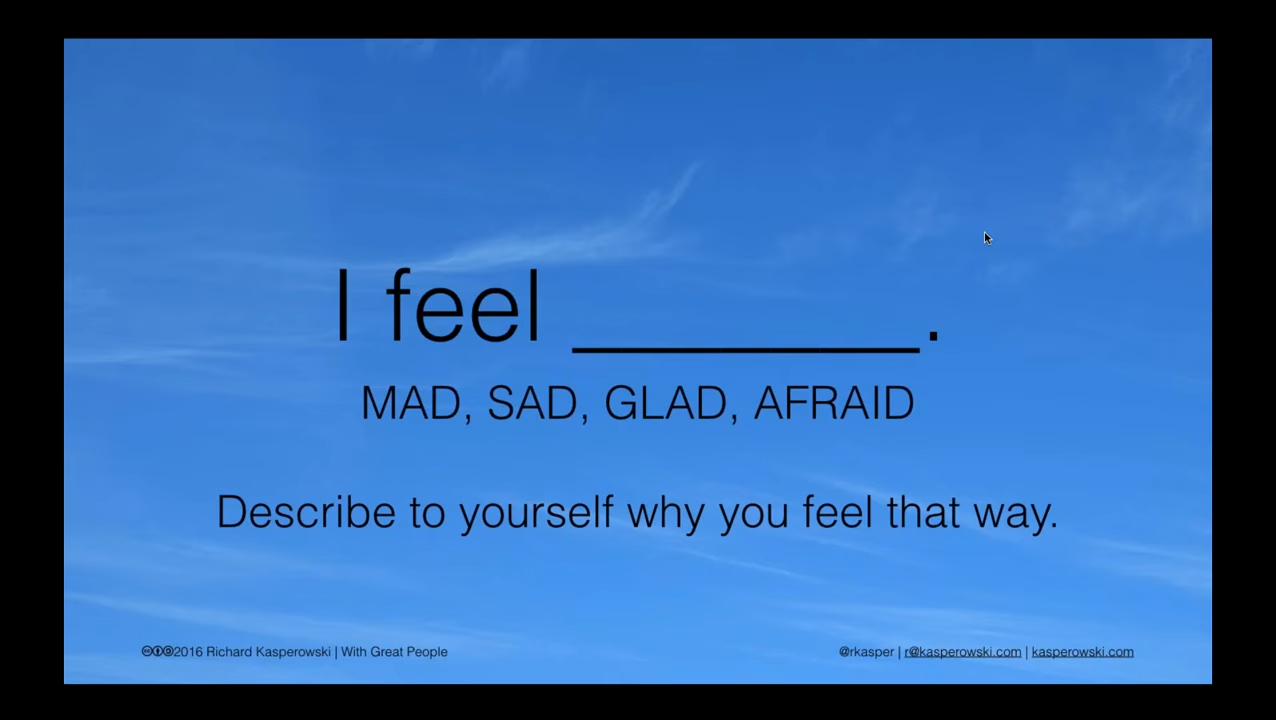 I feel _______.
MAD, SAD, GLAD, AFRAID
Describe to yourself why you feel that way.
2016 Richard Kasperowski | With Great People
@rkasper | r@kasperowski.com | kasperowski.com